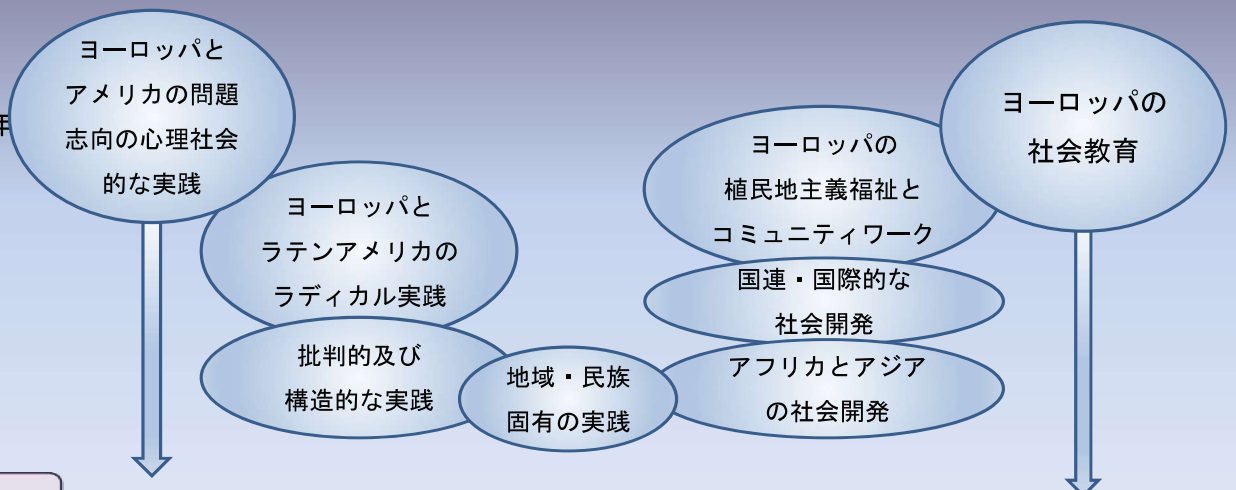 ヨーロッパと
アメリカの問題
志向の心理社会
的な実践
年
ヨーロッパと
ラテンアメリカの
ラディカル実践
批判的及び
構造的な実践
地域・民族
固有の実践
ヨーロッパの
植民地主義福祉と
コミュニティワーク
国連・国際的な
社会開発
アフリカとアジア
の社会開発
ヨーロッパの
社会教育